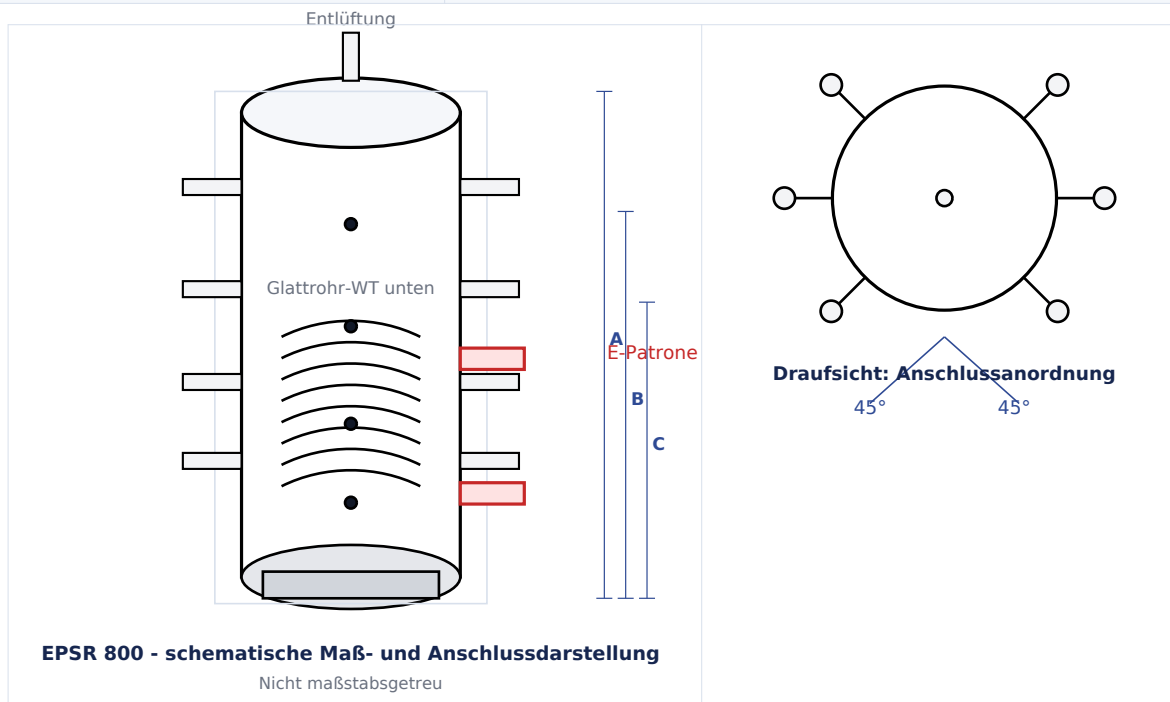 Entlüftung
Glattrohr-WT unten
A
E-Patrone
B
C
EPSR 800 - schematische Maß- und Anschlussdarstellung
Nicht maßstabsgetreu
Draufsicht: Anschlussanordnung
45°
45°